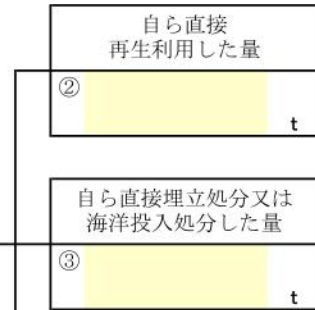 自ら直接
再生利用した量
②
t
自ら直接埋立処分又は
海洋投入処分した量
③
t